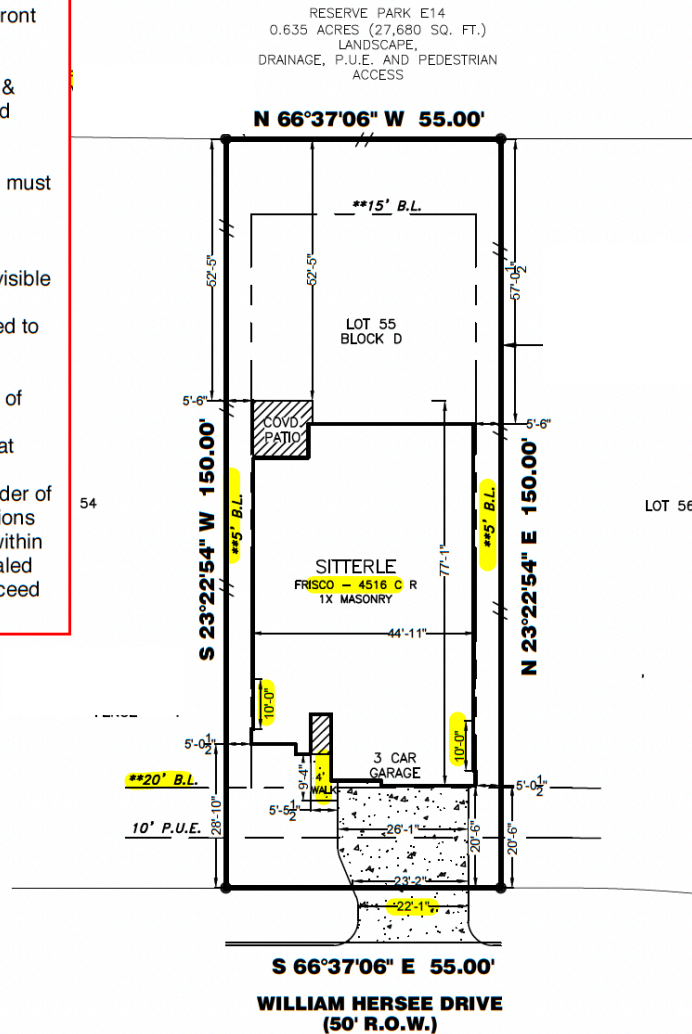 RESERVE PARK E14
0.635 ACRES (27,680 SQ. FT.)
LANDSCAPE,
DRAINAGE, P.U.E. AND PEDESTRIAN
ACCESS
ront
&
d
must
visible
ed to
of
at
der of
ions
within
aled
ceed
N 66°37'06" W 55.00'
**15' B.L.
52'-5"
52'-5"
57'-0½"
LOT 55
BLOCK D
5'-6"
COVD
PATIO
5'-6"
S 23°22'54" W 150.00'
**5' B.L.
**5' B.L.
N 23°22'54" E 150.00'
54
LOT 56
77'-1"
SITTERLE
FRISCO – 4516 C R
1X MASONRY
44'-11"
10'-0"
10'-0"
5'-0½"
3 CAR
GARAGE
9'-4"
4'
WALK
5'-0½"
**20' B.L.
5'-5½"
28'-10"
10' P.U.E.
26'-1"
20'-6"
20'-6"
23'-2"
22'-1"
S 66°37'06" E 55.00'
WILLIAM HERSEE DRIVE
(50' R.O.W.)